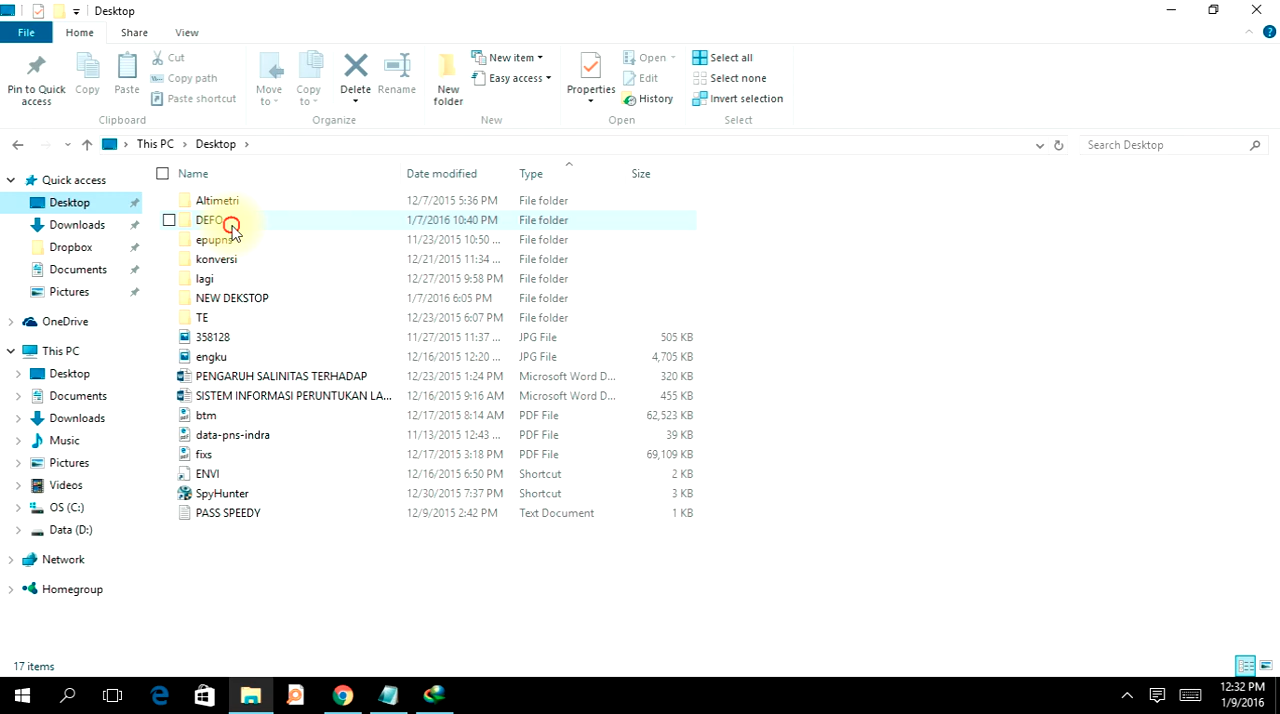 Desktop
File Home Share View
Pin to Quick access
Copy
Paste
Cut
Copy path
Paste shortcut
Clipboard
Move to
Copy to
Delete
Rename
Organize
New folder
New item
Easy access
New
Properties
Open
Edit
History
Open
Select all
Select none
Invert selection
Select
This PC Desktop
Search Desktop
Quick access
Desktop
Downloads
Dropbox
Documents
Pictures
OneDrive
This PC
Desktop
Documents
Downloads
Music
Pictures
Videos
OS (C:)
Data (D:)
Network
Homegroup
Name Date modified Type Size
Altimetri 12/7/2015 5:36 PM File folder
DEFO 1/7/2016 10:40 PM File folder
epupns 11/23/2015 10:50 ... File folder
konversi 12/21/2015 11:34 ... File folder
lagi 12/27/2015 9:58 PM File folder
NEW DEKSTOP 1/7/2016 6:05 PM File folder
TE 12/23/2015 6:07 PM File folder
358128 11/27/2015 11:37 ... JPG File 505 KB
engku 12/16/2015 12:20 ... JPG File 4,705 KB
PENGARUH SALINITAS TERHADAP 12/23/2015 1:24 PM Microsoft Word D... 320 KB
SISTEM INFORMASI PERUNTUKAN LA... 12/16/2015 9:16 AM Microsoft Word D... 455 KB
btm 12/17/2015 8:14 AM PDF File 62,523 KB
data-pns-indra 11/13/2015 12:43 ... PDF File 39 KB
fixs 12/17/2015 3:18 PM PDF File 69,109 KB
ENVI 12/16/2015 6:50 PM Shortcut 2 KB
SpyHunter 12/30/2015 7:37 PM Shortcut 3 KB
PASS SPEEDY 12/9/2015 2:42 PM Text Document 1 KB
17 items
12:32 PM
1/9/2016